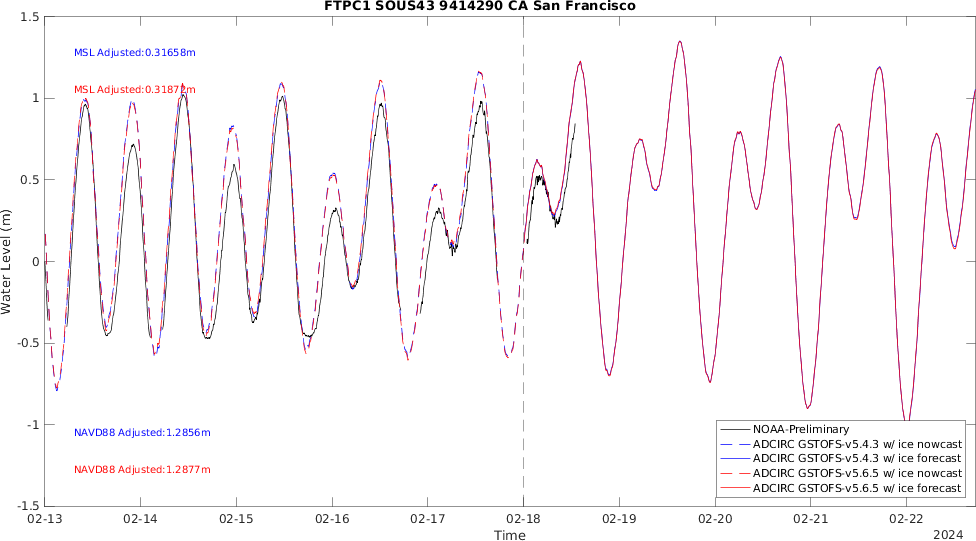 FTPC1 SOUS43 9414290 CA San Francisco
1.5
1
0.5
0
-0.5
-1
-1.5
Water Level (m)
MSL Adjusted:0.31658m
MSL Adjusted:0.31872m
NAVD88 Adjusted:1.2856m
NAVD88 Adjusted:1.2877m
NOAA-Preliminary
ADCIRC GSTOFS-v5.4.3 w/ ice nowcast
ADCIRC GSTOFS-v5.4.3 w/ ice forecast
ADCIRC GSTOFS-v5.6.5 w/ ice nowcast
ADCIRC GSTOFS-v5.6.5 w/ ice forecast
02-13 02-14 02-15 02-16 02-17 02-18 02-19 02-20 02-21 02-22
Time
2024